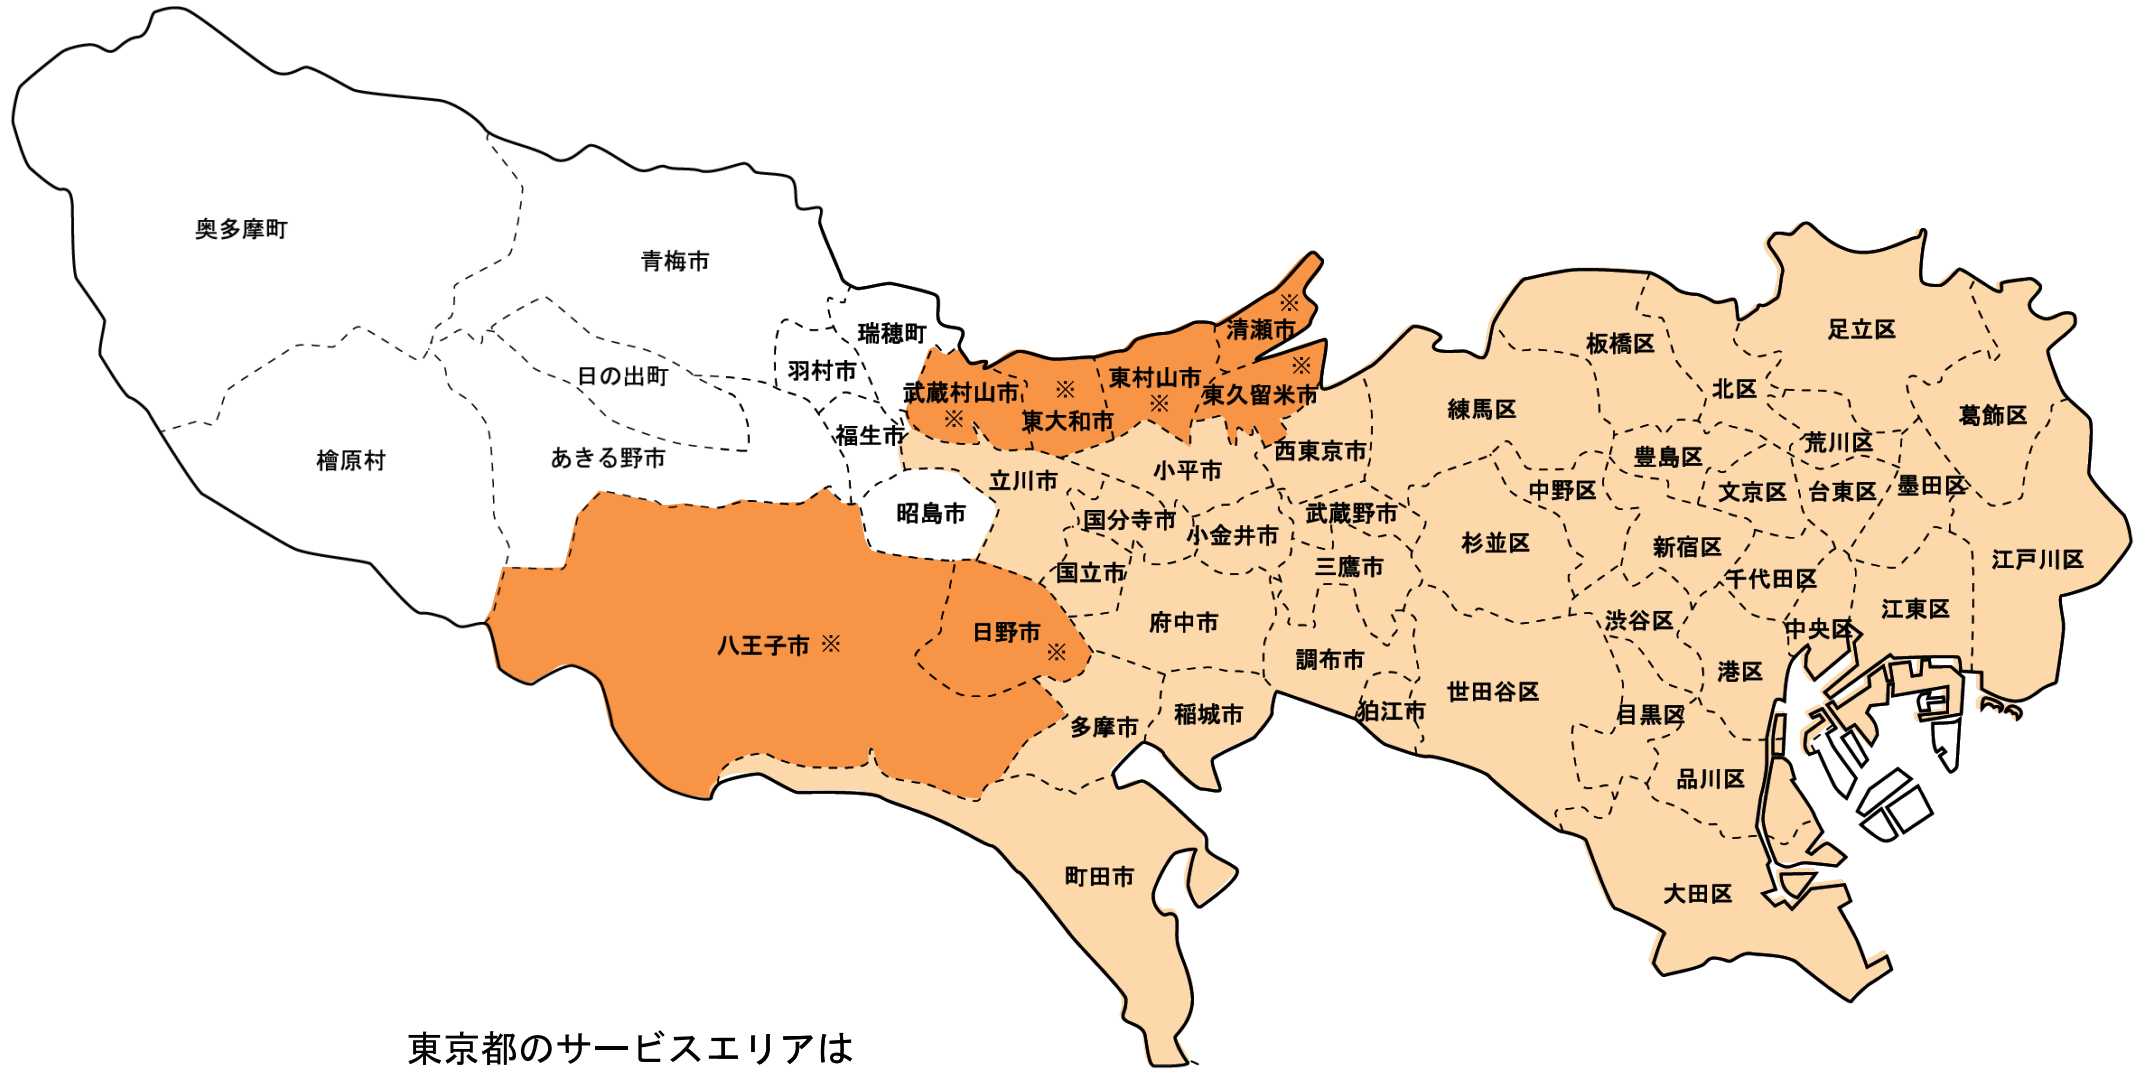 奥多摩町
青梅市
瑞穂町
羽村市
日の出町
檜原村
あきる野市
福生市
昭島市
武蔵村山市
※
※
東大和市
東村山市
※
※
清瀬市
※
東久留米市
立川市
小平市
西東京市
国分寺市
小金井市
武蔵野市
国立市
三鷹市
八王子市 ※
日野市
※
府中市
調布市
狛江市
多摩市
稲城市
町田市
練馬区
板橋区
北区
足立区
葛飾区
荒川区
豊島区
中野区
文京区
台東区
墨田区
杉並区
新宿区
千代田区
江戸川区
渋谷区
中央区
江東区
世田谷区
目黒区
港区
品川区
大田区
東京都のサービスエリアは